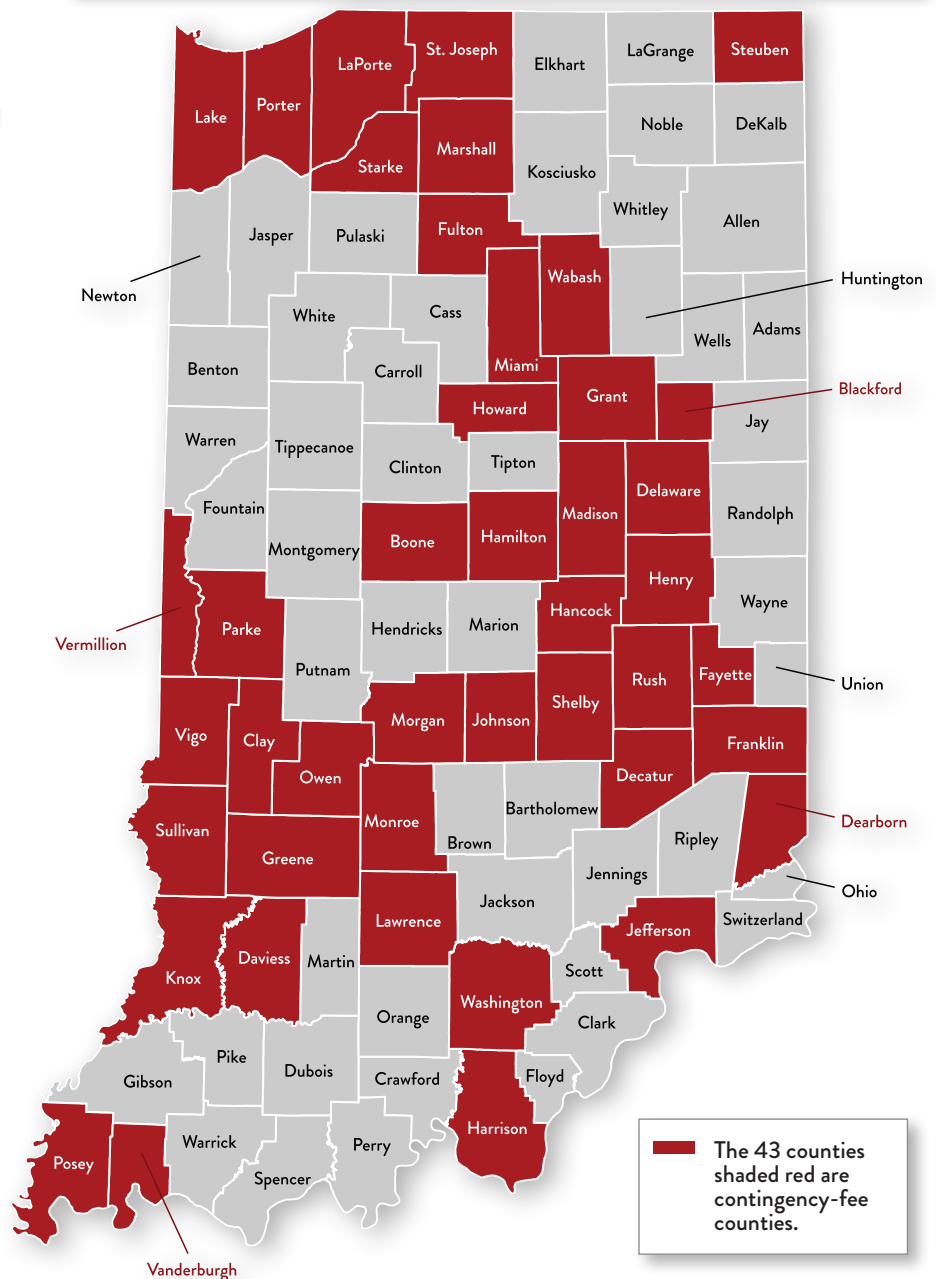 St. Joseph
LaGrange
Steuben
Elkhart
LaPorte
Porter
Lake
Noble
DeKalb
Marshall
Starke
Kosciusko
Whitley
Allen
Fulton
Jasper
Pulaski
Newton
Wabash
Huntington
White
Cass
Wells
Adams
Benton
Carroll
Miami
Grant
Blackford
Howard
Jay
Warren
Tippecanoe
Clinton
Tipton
Delaware
Fountain
Madison
Randolph
Boone
Hamilton
Montgomery
Henry
Hancock
Wayne
Vermillion
Parke
Hendricks
Marion
Putnam
Rush
Fayette
Union
Shelby
Morgan
Johnson
Vigo
Clay
Franklin
Owen
Decatur
Bartholomew
Monroe
Dearborn
Sullivan
Brown
Ripley
Greene
Jennings
Ohio
Jackson
Lawrence
Switzerland
Jefferson
Daviess
Martin
Scott
Knox
Washington
Orange
Clark
Pike
Dubois
Gibson
Crawford
Floyd
Harrison
Warrick
Perry
Posey
Spencer
Vanderburgh
The 43 counties
shaded red are
contingency-fee
counties.